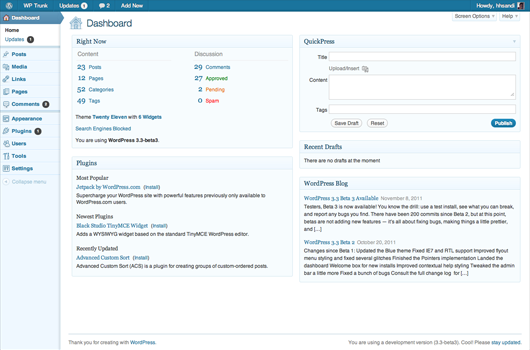 WP Trunk Updates 1 2 Add New Howdy, hhsandi
Screen Options Help
Dashboard
Home
Updates 1
Posts
Media
Links
Pages
Comments 2
Appearance
Plugins 1
Users
Tools
Settings
Collapse menu
Dashboard
Right Now
Content Discussion
23 Posts 29 Comments
12 Pages 27 Approved
52 Categories 2 Pending
49 Tags 0 Spam
Theme Twenty Eleven with 6 Widgets
Search Engines Blocked
You are using WordPress 3.3-beta3.
Plugins
Most Popular
Jetpack by WordPress.com (Install)
Supercharge your WordPress site with powerful features previously only available to
WordPress.com users.
Newest Plugins
Black Studio TinyMCE Widget (Install)
Adds a WYSIWYG widget based on the standard TinyMCE WordPress editor.
Recently Updated
Advanced Custom Sort (Install)
Advanced Custom Sort (ACS) is a plugin for creating groups of custom-ordered posts.
QuickPress
Title
Upload/Insert
Content
Tags
Save Draft Reset Publish
Recent Drafts
There are no drafts at the moment
WordPress Blog
WordPress 3.3 Beta 3 Available November 8, 2011
Testers, Beta 3 is now available! You know the drill: use a test install, see what you can break,
and report any bugs you find. There have been 200 commits since Beta 2, but at this point,
betas are not adding new features — it's all about fixing bugs, making things a little prettier,
and […]
WordPress 3.3 Beta 2 October 20, 2011
Changes since Beta 1: Updated the Blue theme Fixed IE7 and RTL support Improved flyout
menu styling and fixed several glitches Finished the Pointers implementation Landed the
dashboard Welcome box for new installs Improved contextual help styling Tweaked the admin
bar a little more Fixed a bunch of bugs Consult the full change log for […]
Thank you for creating with WordPress. You are using a development version (3.3-beta3). Cool! Please stay updated.